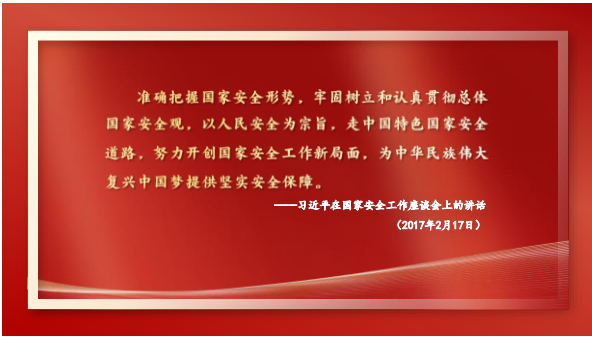 准确把握国家安全形势，牢固树立和认真贯彻总体
国家安全观，以人民安全为宗旨，走中国特色国家安全
道路，努力开创国家安全工作新局面，为中华民族伟大
复兴中国梦提供坚实安全保障。
——习近平在国家安全工作座谈会上的讲话
（2017年2月17日）